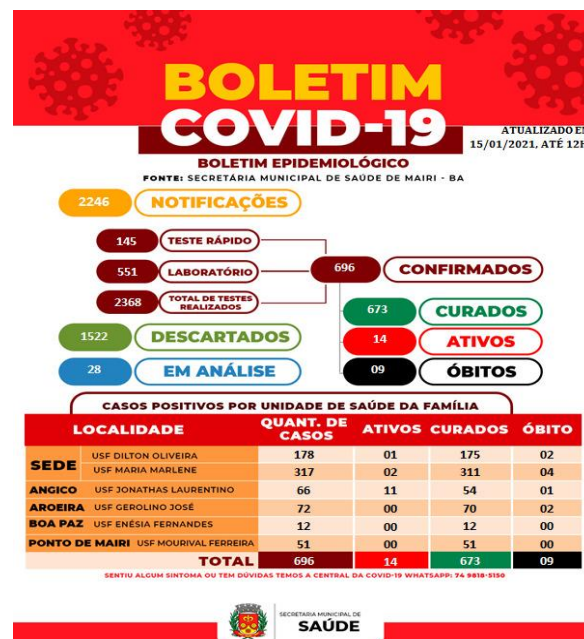 BOLETIM
COVID-19
ATUALIZADO EM
15/01/2021, ATÉ 12H
BOLETIM EPIDEMIOLÓGICO
FONTE: SECRETÁRIA MUNICIPAL DE SAÚDE DE MAIRI - BA
2246 NOTIFICAÇÕES
145 TESTE RÁPIDO
551 LABORATÓRIO
696 CONFIRMADOS
2368 TOTAL DE TESTES REALIZADOS
673 CURADOS
1522 DESCARTADOS
14 ATIVOS
28 EM ANÁLISE
09 ÓBITOS
CASOS POSITIVOS POR UNIDADE DE SAÚDE DA FAMÍLIA
LOCALIDADE QUANT. DE CASOS ATIVOS CURADOS ÓBITO
SEDE USF DILTON OLIVEIRA 178 01 175 02
USF MARIA MARLENE 317 02 311 04
ANGICO USF JONATHAS LAURENTINO 66 11 54 01
AROEIRA USF GEROLINO JOSÉ 72 00 70 02
BOA PAZ USF ENÉSIA FERNANDES 12 00 12 00
PONTO DE MAIRI USF MOURIVAL FERREIRA 51 00 51 00
TOTAL 696 14 673 09
SENTIU ALGUM SINTOMA OU TEM DÚVIDAS TEMOS A CENTRAL DA COVID-19 WHATSAPP: 74 9818-5150
SECRETARIA MUNICIPAL DE
SAÚDE